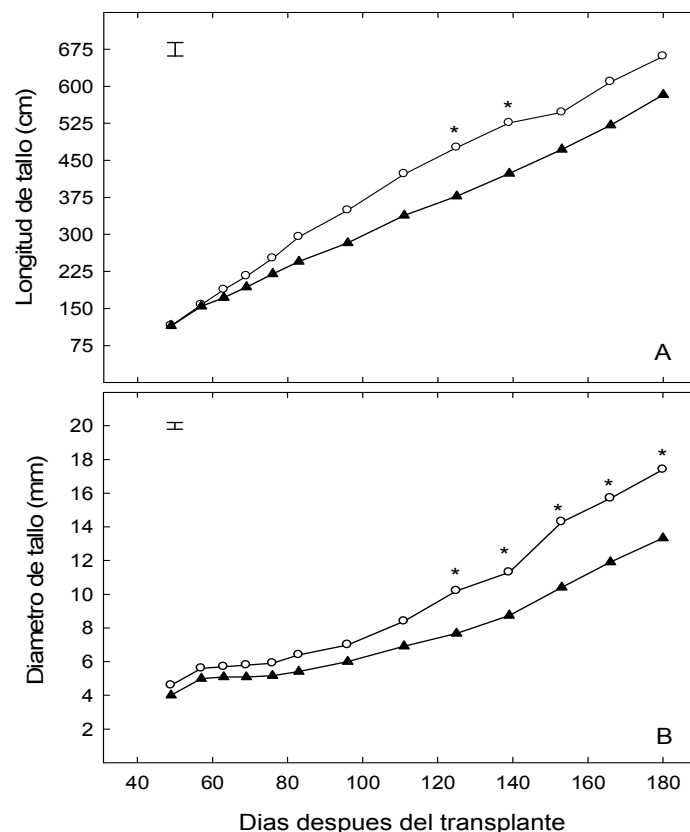 675
600
525
450
375
300
225
150
75
Longitud de tallo (cm)
* *
A
20
18
16
14
12
10
8
6
4
2
Diametro de tallo (mm)
* * * * *
B
40 60 80 100 120 140 160 180
Dias despues del transplante